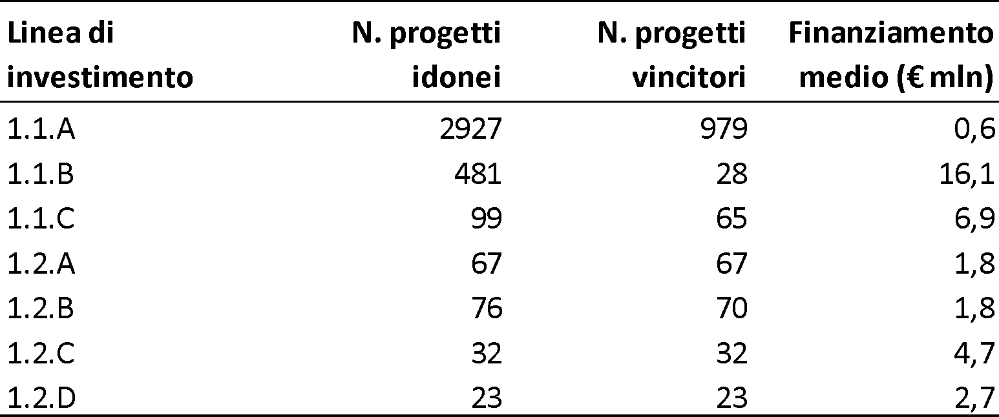 Linea di N. progetti N. progetti Finanziamento
investimento idonei vincitori medio (€ mln)
1.1.A 2927 979 0,6
1.1.B 481 28 16,1
1.1.C 99 65 6,9
1.2.A 67 67 1,8
1.2.B 76 70 1,8
1.2.C 32 32 4,7
1.2.D 23 23 2,7